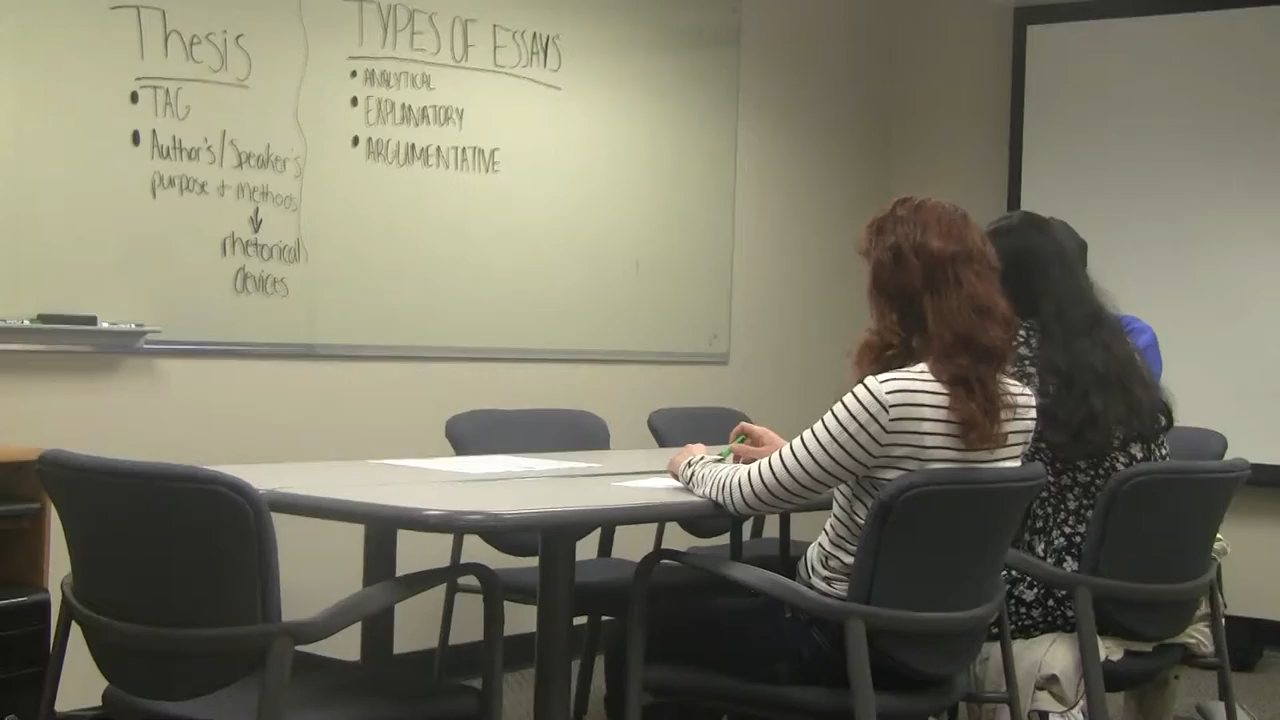 Thesis
• TAG
• Author's/Speaker's
purpose + Methods
↓
rhetorical
devices
TYPES OF ESSAYS
• ANALYTICAL
• EXPLANATORY
• ARGUMENTATIVE